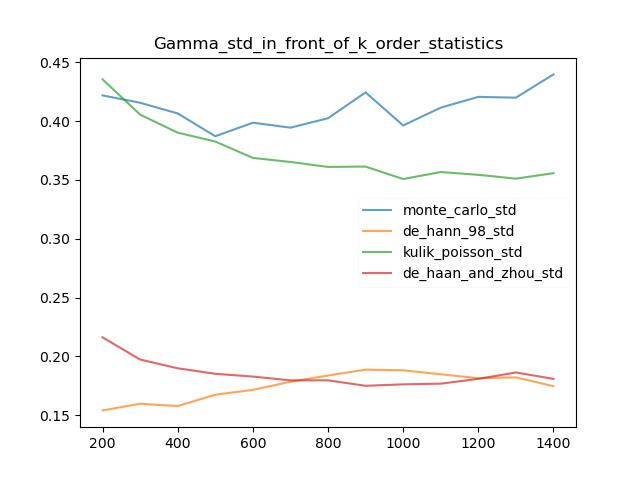 Gamma_std_in_front_of_k_order_statistics
0.45
0.40
0.35
0.30
0.25
0.20
0.15
monte_carlo_std
de_hann_98_std
kulik_poisson_std
de_haan_and_zhou_std
200 400 600 800 1000 1200 1400